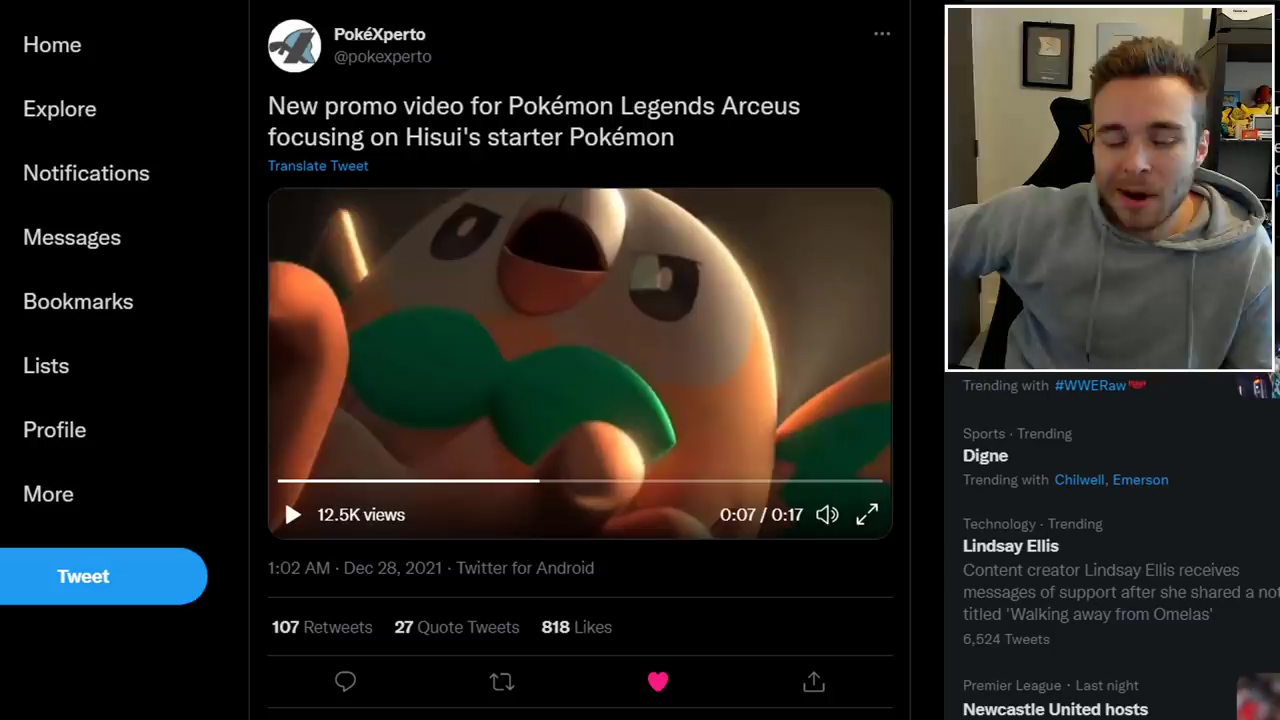 Home
Explore
Notifications
Messages
Bookmarks
Lists
Profile
More
Tweet
PokéXperto
@pokexperto
New promo video for Pokémon Legends Arceus
focusing on Hisui's starter Pokémon
Translate Tweet
12.5K views
0:07 / 0:17
1:02 AM · Dec 28, 2021 · Twitter for Android
107 Retweets 27 Quote Tweets 818 Likes
Trending with #WWERaw
Sports · Trending
Digne
Trending with Chilwell, Emerson
Technology · Trending
Lindsay Ellis
Content creator Lindsay Ellis receives
messages of support after she shared a not
titled 'Walking away from Omelas'
6,524 Tweets
Premier League · Last night
Newcastle United hosts